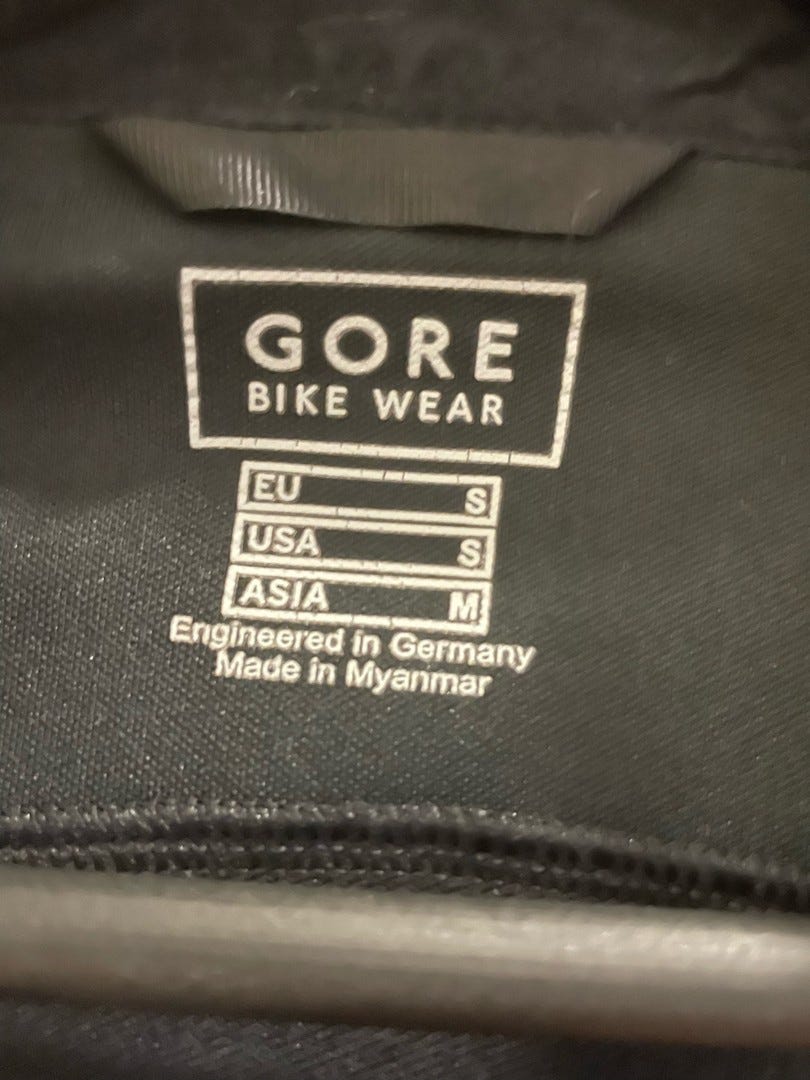 GORE
BIKE WEAR
EU S
USA S
ASIA M
Engineered in Germany
Made in Myanmar